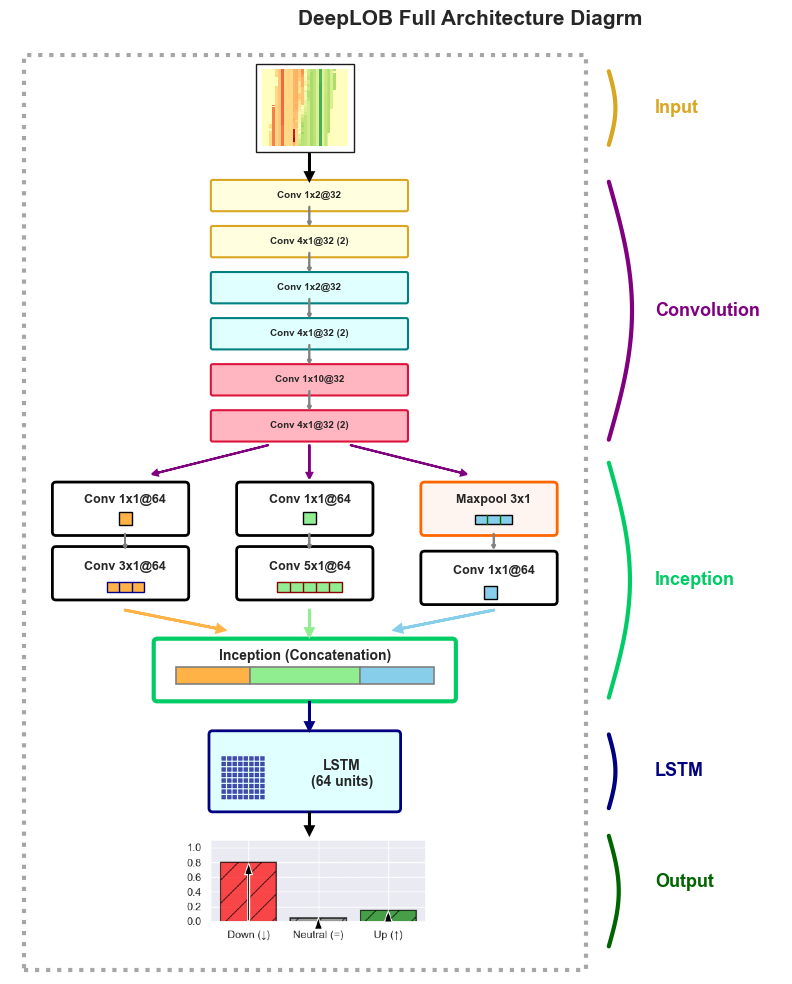 DeepLOB Full Architecture Diagrm
Input
Conv 1x2@32
Conv 4x1@32 (2)
Conv 1x2@32
Convolution
Conv 4x1@32 (2)
Conv 1x10@32
Conv 4x1@32 (2)
Conv 1x1@64
Conv 1x1@64
Maxpool 3x1
Conv 3x1@64
Conv 5x1@64
Conv 1x1@64
Inception
Inception (Concatenation)
LSTM
(64 units)
LSTM
1.0
0.8
0.6
0.4
0.2
0.0
Down (↓)
Neutral (=)
Up (↑)
Output